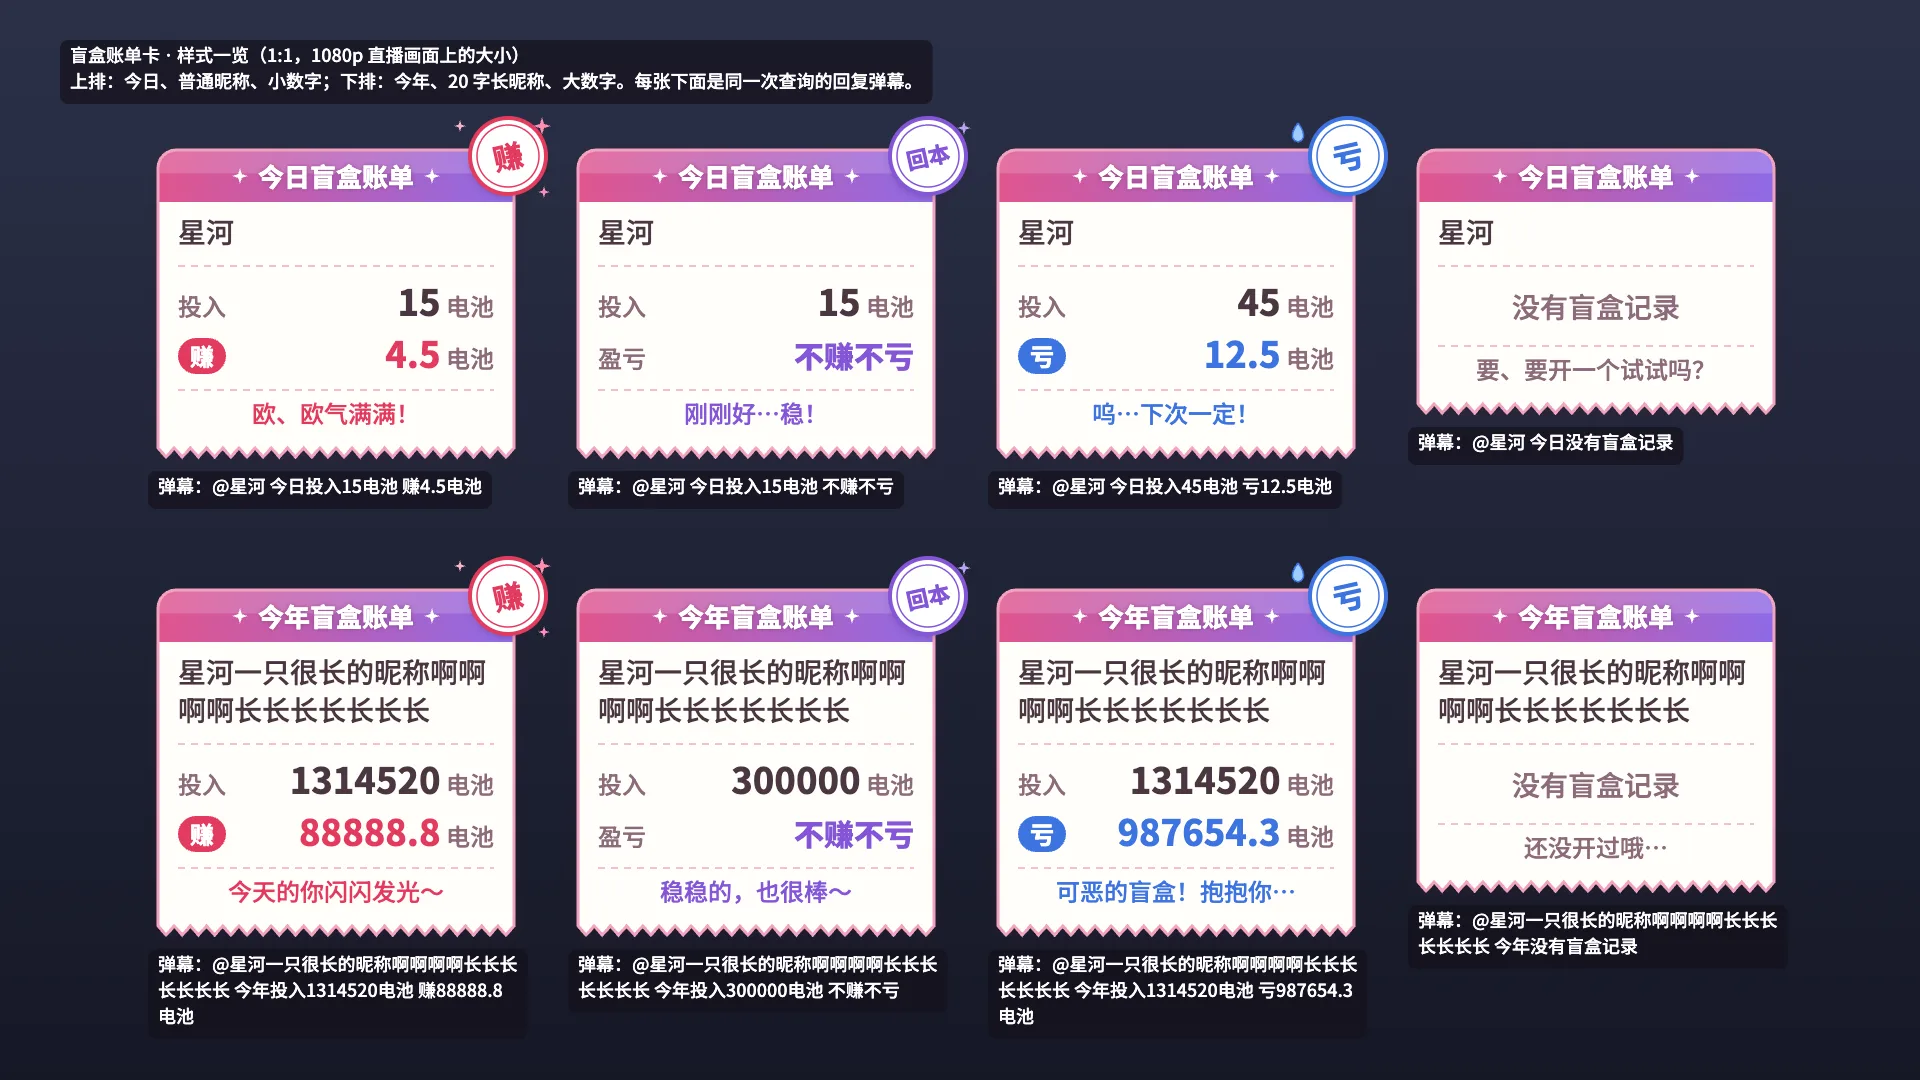 盲盒账单卡 · 样式一览（1:1，1080p 直播画面上的大小）
上排：今日、普通昵称、小数字；下排：今年、20 字长昵称、大数字。每张下面是同一次查询的回复弹幕。
今日盲盒账单
赚
星河
投入 15 电池
赚 4.5 电池
欧、欧气满满！
弹幕：@星河 今日投入15电池 赚4.5电池
今日盲盒账单
回本
星河
投入 15 电池
盈亏 不赚不亏
刚刚好…稳！
弹幕：@星河 今日投入15电池 不赚不亏
今日盲盒账单
亏
星河
投入 45 电池
亏 12.5 电池
呜…下次一定！
弹幕：@星河 今日投入45电池 亏12.5电池
今日盲盒账单
星河
没有盲盒记录
要、要开一个试试吗？
弹幕：@星河 今日没有盲盒记录
今年盲盒账单
赚
星河一只很长的昵称啊啊
啊啊长长长长长长长
投入 1314520 电池
赚 88888.8 电池
今天的你闪闪发光～
弹幕：@星河一只很长的昵称啊啊啊啊长长长
长长长长 今年投入1314520电池 赚88888.8
电池
今年盲盒账单
回本
星河一只很长的昵称啊啊
啊啊长长长长长长长
投入 300000 电池
盈亏 不赚不亏
稳稳的，也很棒～
弹幕：@星河一只很长的昵称啊啊啊啊长长长
长长长长 今年投入300000电池 不赚不亏
今年盲盒账单
亏
星河一只很长的昵称啊啊
啊啊长长长长长长长
投入 1314520 电池
亏 987654.3 电池
可恶的盲盒！抱抱你…
弹幕：@星河一只很长的昵称啊啊啊啊长长长
长长长长 今年投入1314520电池 亏987654.3
电池
今年盲盒账单
星河一只很长的昵称啊啊
啊啊长长长长长长长
没有盲盒记录
还没开过哦…
弹幕：@星河一只很长的昵称啊啊啊啊长长长
长长长长 今年没有盲盒记录